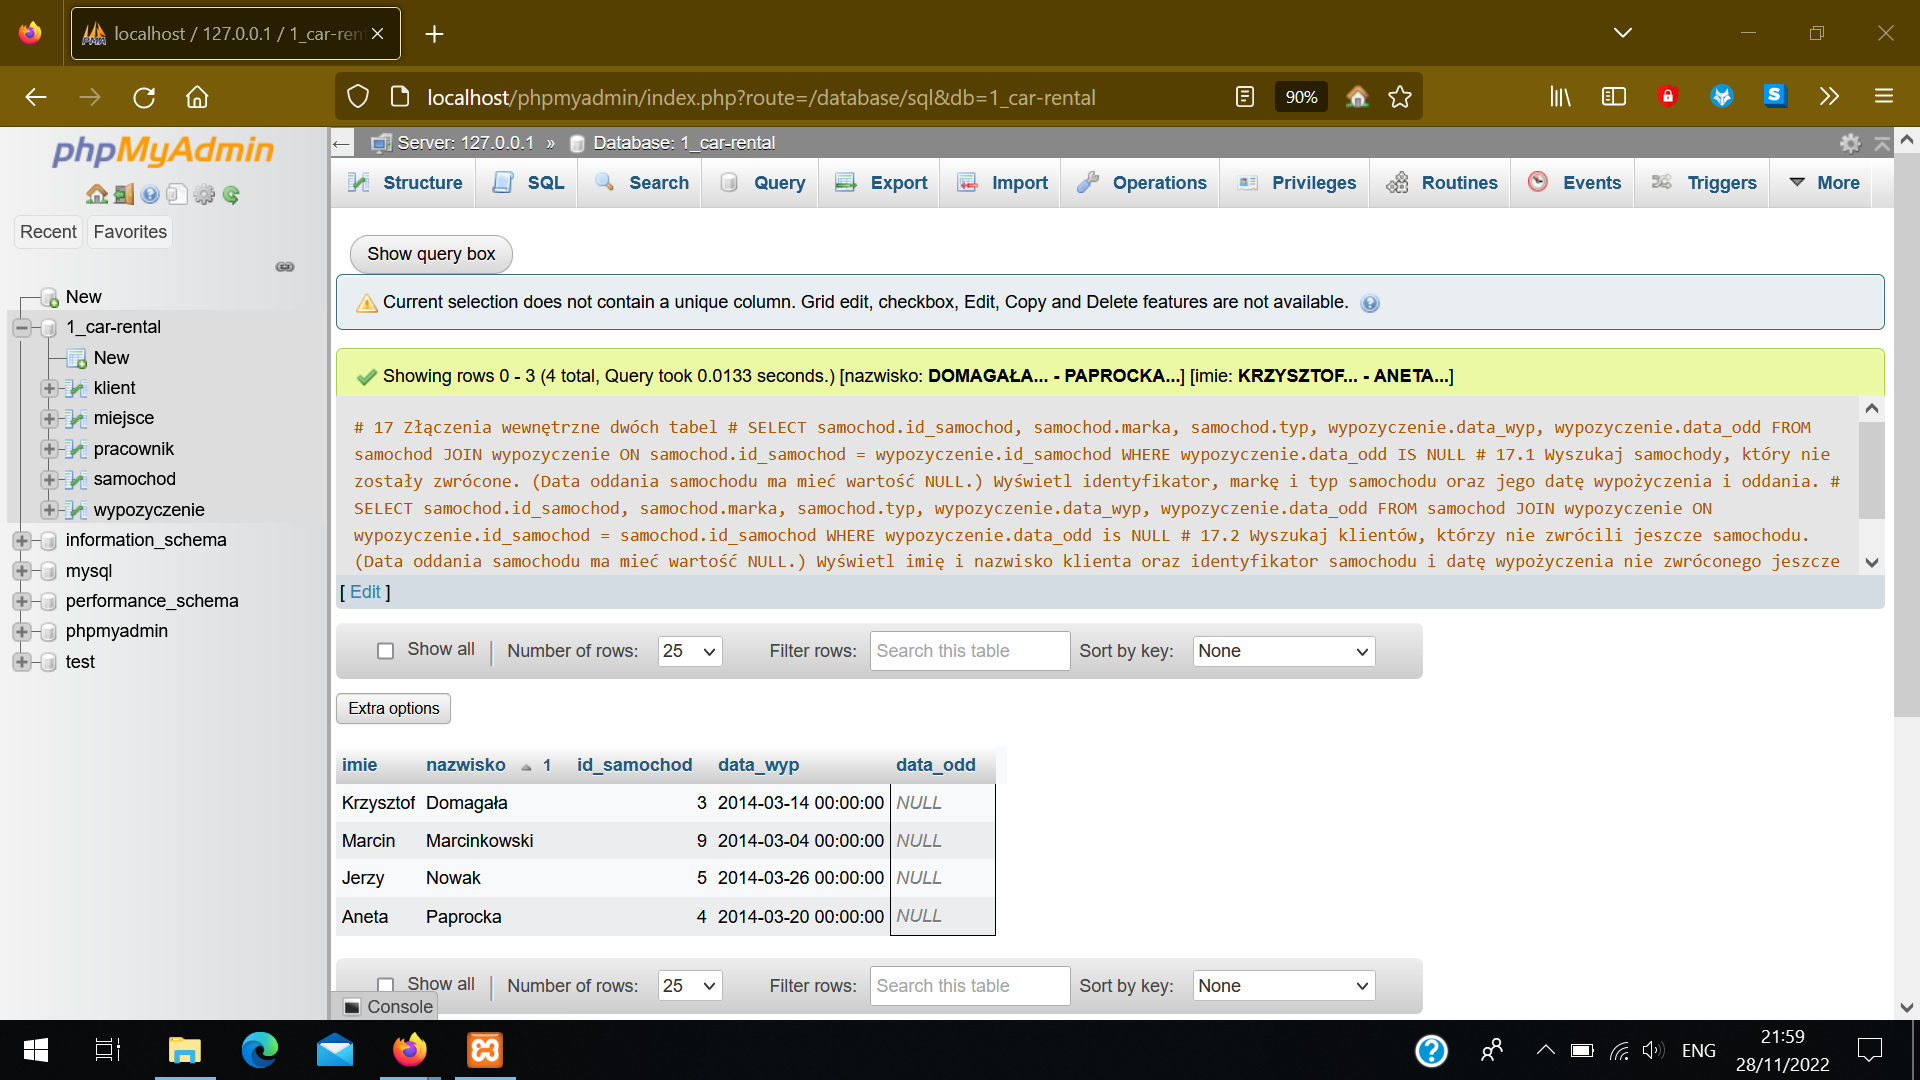 localhost / 127.0.0.1 / 1_car-ren
localhost/phpmyadmin/index.php?route=/database/sql&db=1_car-rental
90%
phpMyAdmin
Recent
Favorites
New
1_car-rental
New
klient
miejsce
pracownik
samochod
wypozyczenie
information_schema
mysql
performance_schema
phpmyadmin
test
Server: 127.0.0.1 » Database: 1_car-rental
Structure SQL Search Query Export Import Operations Privileges Routines Events Triggers More
Show query box
Current selection does not contain a unique column. Grid edit, checkbox, Edit, Copy and Delete features are not available.
Showing rows 0 - 3 (4 total, Query took 0.0133 seconds.) [nazwisko: DOMAGAŁA... - PAPROCKA...] [imie: KRZYSZTOF... - ANETA...]
# 17 Złączenia wewnętrzne dwóch tabel # SELECT samochod.id_samochod, samochod.marka, samochod.typ, wypozyczenie.data_wyp, wypozyczenie.data_odd FROM
samochod JOIN wypozyczenie ON samochod.id_samochod = wypozyczenie.id_samochod WHERE wypozyczenie.data_odd IS NULL # 17.1 Wyszukaj samochody, który nie
zostały zwrócone. (Data oddania samochodu ma mieć wartość NULL.) Wyświetl identyfikator, markę i typ samochodu oraz jego datę wypożyczenia i oddania. #
SELECT samochod.id_samochod, samochod.marka, samochod.typ, wypozyczenie.data_wyp, wypozyczenie.data_odd FROM samochod JOIN wypozyczenie ON
wypozyczenie.id_samochod = samochod.id_samochod WHERE wypozyczenie.data_odd is NULL # 17.2 Wyszukaj klientów, którzy nie zwrócili jeszcze samochodu.
(Data oddania samochodu ma mieć wartość NULL.) Wyświetl imię i nazwisko klienta oraz identyfikator samochodu i datę wypożyczenia nie zwróconego jeszcze
[ Edit ]
Show all Number of rows: 25 Filter rows: Search this table Sort by key: None
Extra options
imie nazwisko 1 id_samochod data_wyp data_odd
Krzysztof Domagała 3 2014-03-14 00:00:00 NULL
Marcin Marcinkowski 9 2014-03-04 00:00:00 NULL
Jerzy Nowak 5 2014-03-26 00:00:00 NULL
Aneta Paprocka 4 2014-03-20 00:00:00 NULL
Show all Number of rows: 25 Filter rows: Search this table Sort by key: None
Console
ENG
21:59
28/11/2022